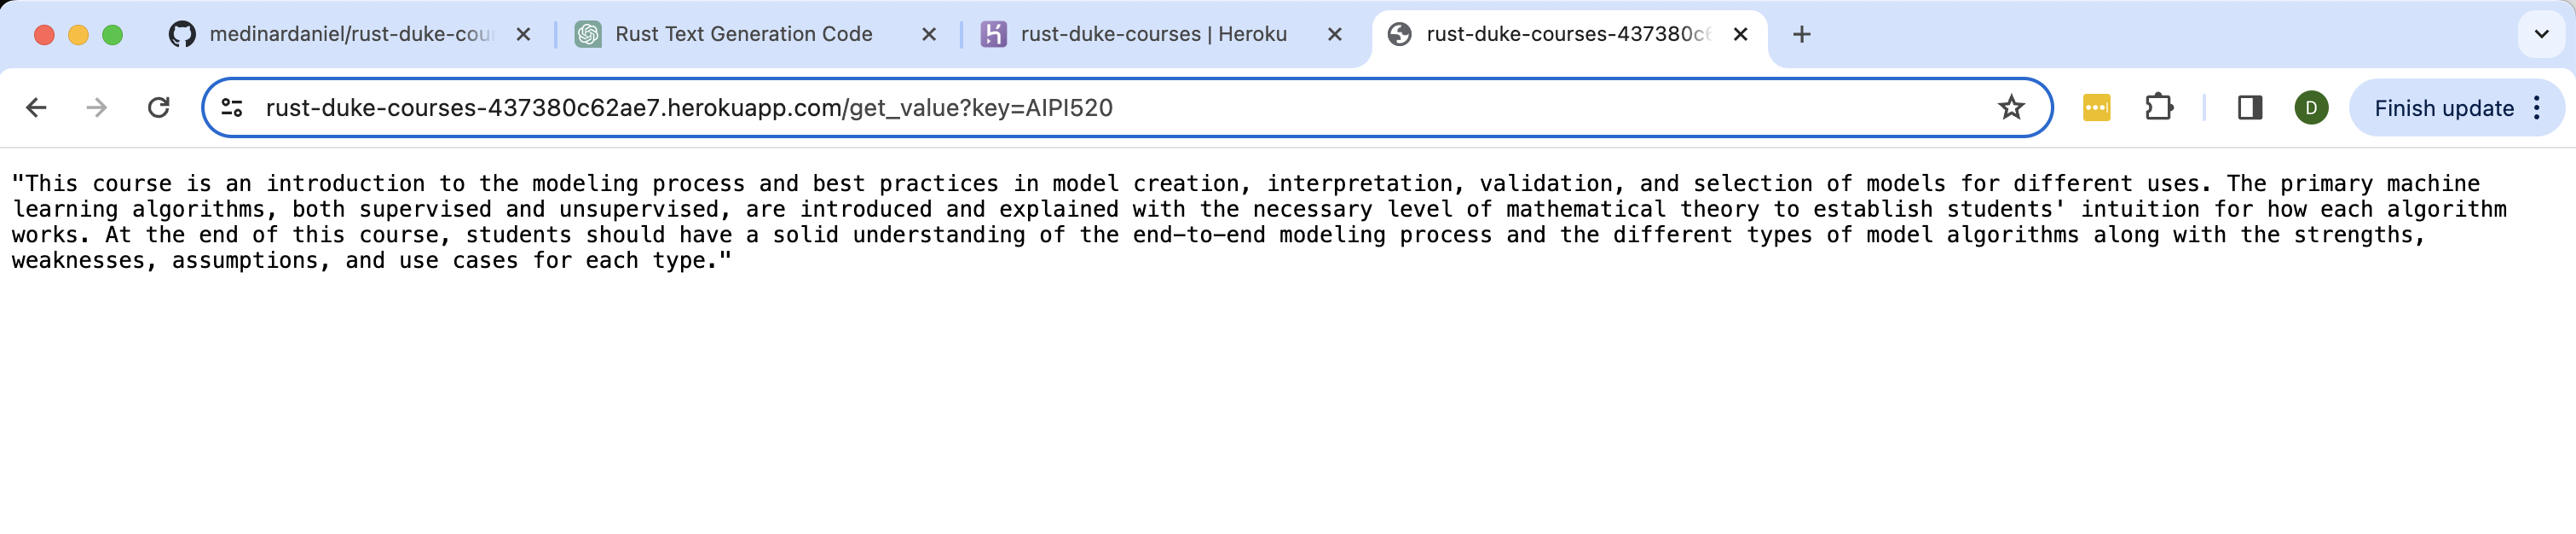 medinardaniel/rust-duke-cou
Rust Text Generation Code
rust-duke-courses | Heroku
rust-duke-courses-437380c6
rust-duke-courses-437380c62ae7.herokuapp.com/get_value?key=AIPI520
D
Finish update
"This course is an introduction to the modeling process and best practices in model creation, interpretation, validation, and selection of models for different uses. The primary machine
learning algorithms, both supervised and unsupervised, are introduced and explained with the necessary level of mathematical theory to establish students' intuition for how each algorithm
works. At the end of this course, students should have a solid understanding of the end-to-end modeling process and the different types of model algorithms along with the strengths,
weaknesses, assumptions, and use cases for each type."